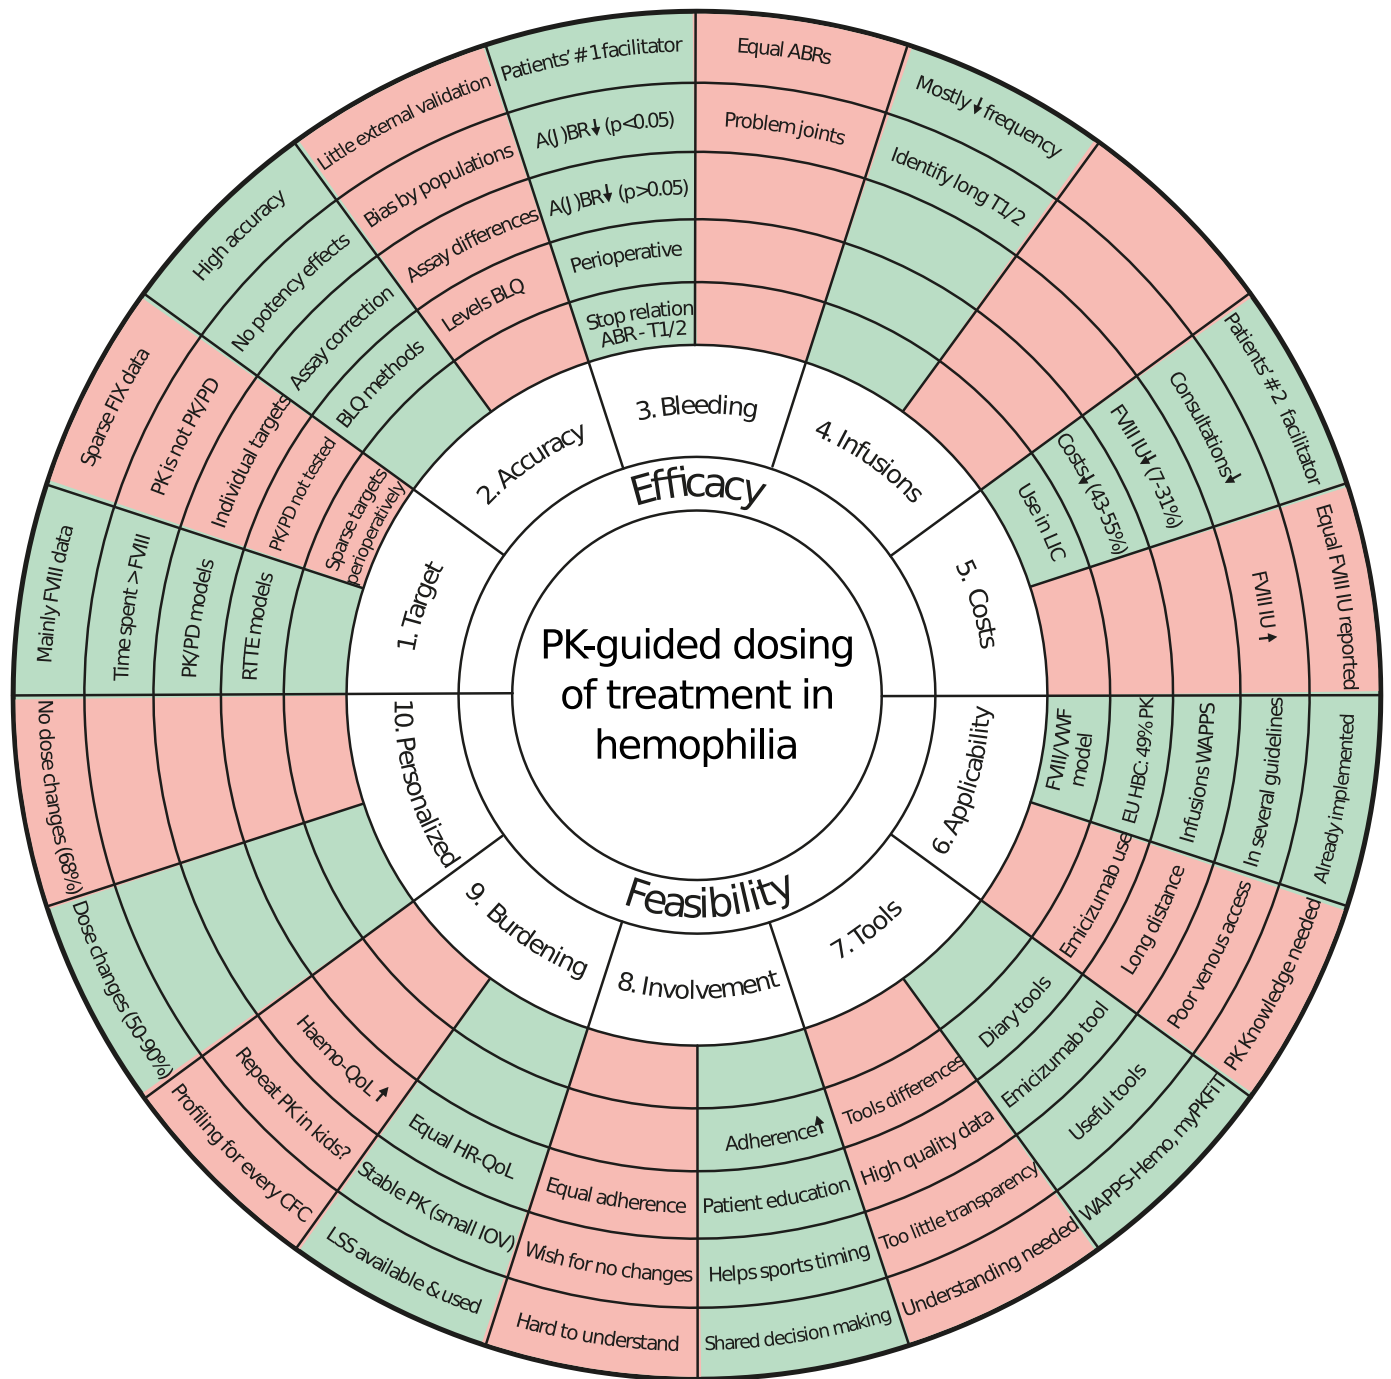 PK-guided dosing
of treatment in
hemophilia
Efficacy
Feasibility
1. Target
Mainly FVIII data
Time spent > FVIII
PK/PD models
RTTE models
Sparse FIX data
PK is not PK/PD
Individual targets
PK/PD not tested
Sparse targets
perioperatively
2. Accuracy
High accuracy
No potency effects
Assay correction
BLQ methods
Little external validation
Bias by populations
Assay differences
Levels BLQ
3. Bleeding
Patients’ # 1 facilitator
A(J)BR↓ (p<0.05)
A(J)BR↓ (p>0.05)
Perioperative
Stop relation
ABR - T1/2
Equal ABRs
Problem joints
4. Infusions
Mostly ↓ frequency
Identify long T1/2
5. Costs
Patients’ # 2 facilitator
Consultations↓
FVIII IU↓ (7-31%)
Costs↓ (43-55%)
Use in LIC
Equal FVIII IU reported
FVIII IU ↑
6. Applicability
Already implemented
In several guidelines
Infusions WAPPS
EU HBC: 49% PK
FVIII/VWF
model
PK Knowledge needed
Poor venous access
Long distance
Emicizumab use
7. Tools
WAPPS-Hemo, myPKFiT
Useful tools
Emicizumab tool
Diary tools
Understanding needed
Too little transparency
High quality data
Tools differences
8. Involvement
Shared decision making
Helps sports timing
Patient education
Adherence↑
Hard to understand
Wish for no changes
Equal adherence
9. Burdening
LSS available & used
Stable PK (small IOV)
Equal HR-QoL
Profiling for every CFC
Repeat PK in kids?
Haemo-QoL ↑
10. Personalized
Dose changes (50-90%)
No dose changes (68%)